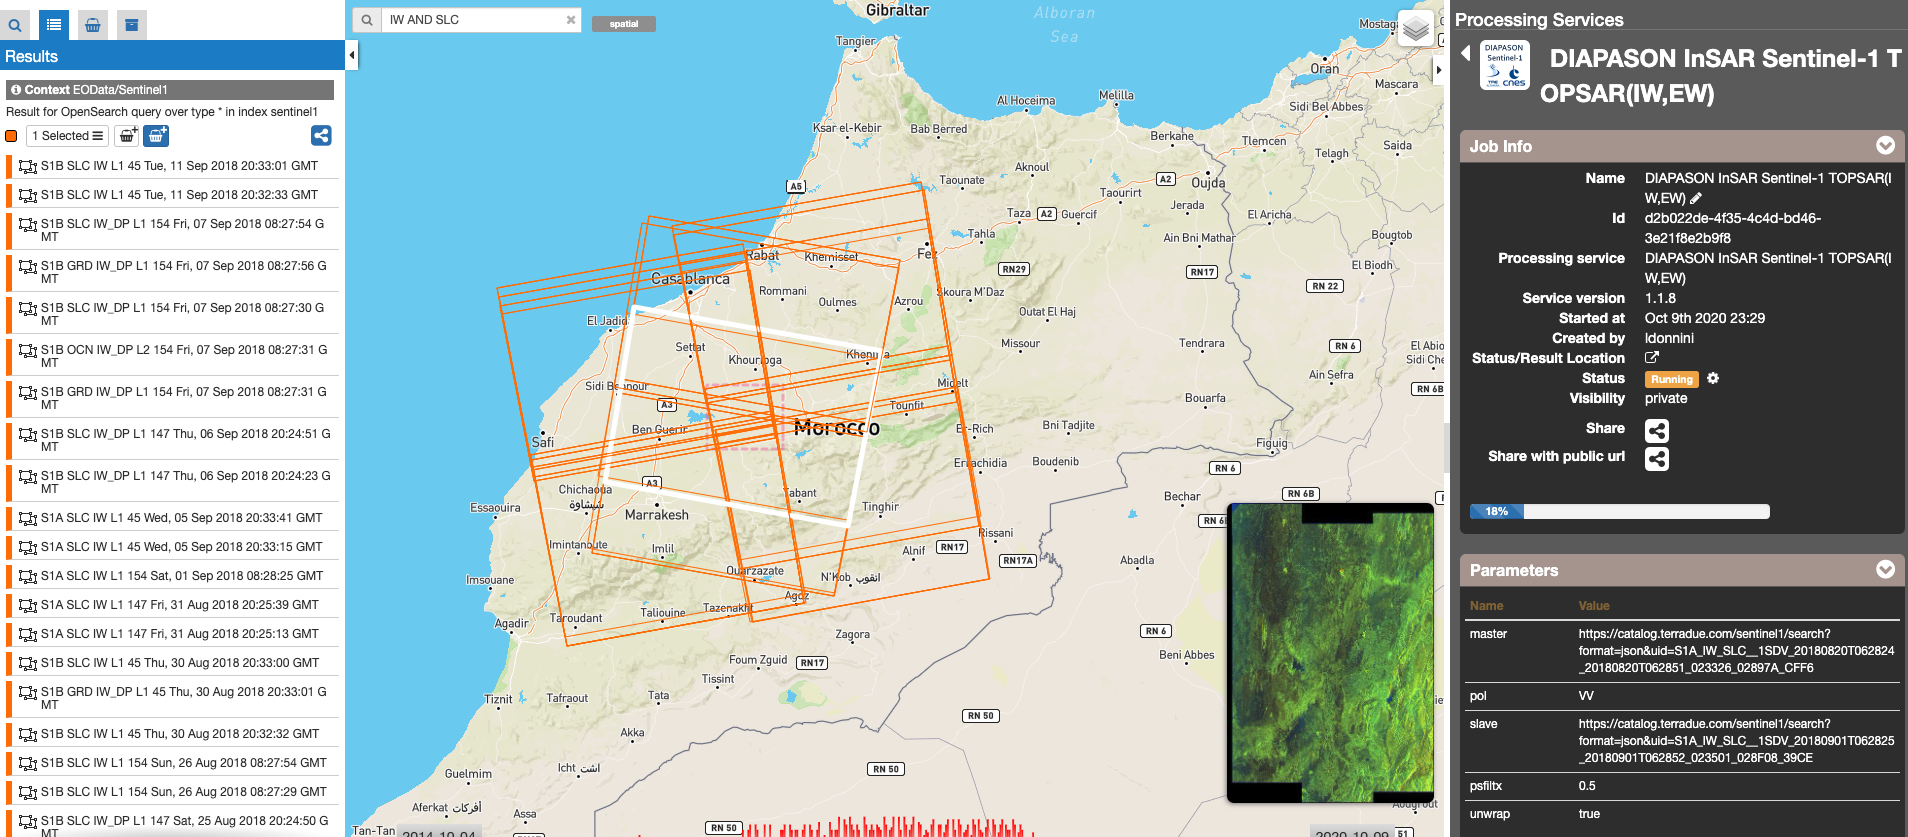 Results
Context EOData/Sentinel1
Result for OpenSearch query over type * in index sentinel1
1 Selected
S1B SLC IW L1 45 Tue, 11 Sep 2018 20:33:01 GMT
S1B SLC IW L1 45 Tue, 11 Sep 2018 20:32:33 GMT
S1B SLC IW_DP L1 154 Fri, 07 Sep 2018 08:27:54 G
MT
S1B GRD IW_DP L1 154 Fri, 07 Sep 2018 08:27:56 G
MT
S1B SLC IW_DP L1 154 Fri, 07 Sep 2018 08:27:30 G
MT
S1B OCN IW_DP L2 154 Fri, 07 Sep 2018 08:27:31 G
MT
S1B GRD IW_DP L1 154 Fri, 07 Sep 2018 08:27:31 G
MT
S1B SLC IW_DP L1 147 Thu, 06 Sep 2018 20:24:51 G
MT
S1B SLC IW_DP L1 147 Thu, 06 Sep 2018 20:24:23 G
MT
S1A SLC IW L1 45 Wed, 05 Sep 2018 20:33:41 GMT
S1A SLC IW L1 45 Wed, 05 Sep 2018 20:33:15 GMT
S1A SLC IW L1 154 Sat, 01 Sep 2018 08:28:25 GMT
S1A SLC IW L1 147 Fri, 31 Aug 2018 20:25:39 GMT
S1A SLC IW L1 147 Fri, 31 Aug 2018 20:25:13 GMT
S1B SLC IW L1 45 Thu, 30 Aug 2018 20:33:00 GMT
S1B GRD IW_DP L1 45 Thu, 30 Aug 2018 20:33:01 G
MT
S1B SLC IW L1 45 Thu, 30 Aug 2018 20:32:32 GMT
S1B SLC IW L1 154 Sun, 26 Aug 2018 08:27:54 GMT
S1B SLC IW L1 154 Sun, 26 Aug 2018 08:27:29 GMT
S1B SLC IW_DP L1 147 Sat, 25 Aug 2018 20:24:50 G
MT
IW AND SLC
spatial
Gibraltar
Alboran
Sea
Tangier
Oran
Mascara
Al Hoceima
Melilla
Sidi Bel Abbes
Ksar el-Kebir
Bab Berred
Berkane
Tlemcen
Saida
Telagh
Aknoul
A5
Taounate
A2
Oujda
Taourirt
Taza
A2
Guercif
Jerada
El Aricha
Tahla
Ain Bni Mathar
Bougtob
Rabat
Khemisset
RN29
RN17
El Biodh
Casablanca
Rommani
Oulmes
Azrou
Skoura M'Daz
RN 22
Outat El Haj
El Jadid
Settat
Khouribga
Missour
Tendrara
RN 6
Ain Sefra
Midelt
RN 6B
A3
Tounfit
Bouarfa
Ben Guerir
Morocco
Er-Rich
Bni Tadjite
Safi
Figuig
Errachidia
Boudenib
RN 6
Chichaoua
شيشاوة
A3
Tabant
Tinghir
Bechar
RN 6B
Essaouira
Marrakesh
Rissani
Imintanoute
Imlil
Alnif
RN17
RN17A
Abadla
Imsouane
Ouarzazate
N'Kob
انقوب
Agdz
Taroudant
Taliouine
Tazenakht
Agadir
Zagora
RN 6
Foum Zguid
RN17
Beni Abbes
Tissint
Tiznit
Tafraout
Tata
RN 50
Akka
Icht
إشت
RN 50
Guelmim
Aferkat
أفركات
Assa
RN 50
Tan-Tan
2014-10-04
2020-10-09
51
Processing Services
DIAPASON
Sentinel-1
cnes
DIAPASON InSAR Sentinel-1 T
OPSAR(IW,EW)
Job Info
Name DIAPASON InSAR Sentinel-1 TOPSAR(I
W,EW)
Id d2b022de-4f35-4c4d-bd46-
3e21f8e2b9f8
Processing service DIAPASON InSAR Sentinel-1 TOPSAR(I
W,EW)
Service version 1.1.8
Started at Oct 9th 2020 23:29
Created by ldonnini
Status/Result Location
Status Running
Visibility private
Share
Share with public url
18%
Parameters
Name Value
master https://catalog.terradue.com/sentinel1/search?
format=json&uid=S1A_IW_SLC__1SDV_20180820T062824
_20180820T062851_023326_02897A_CFF6
pol VV
slave https://catalog.terradue.com/sentinel1/search?
format=json&uid=S1A_IW_SLC__1SDV_20180901T062825
_20180901T062852_023501_028F08_39CE
psfiltx 0.5
unwrap true